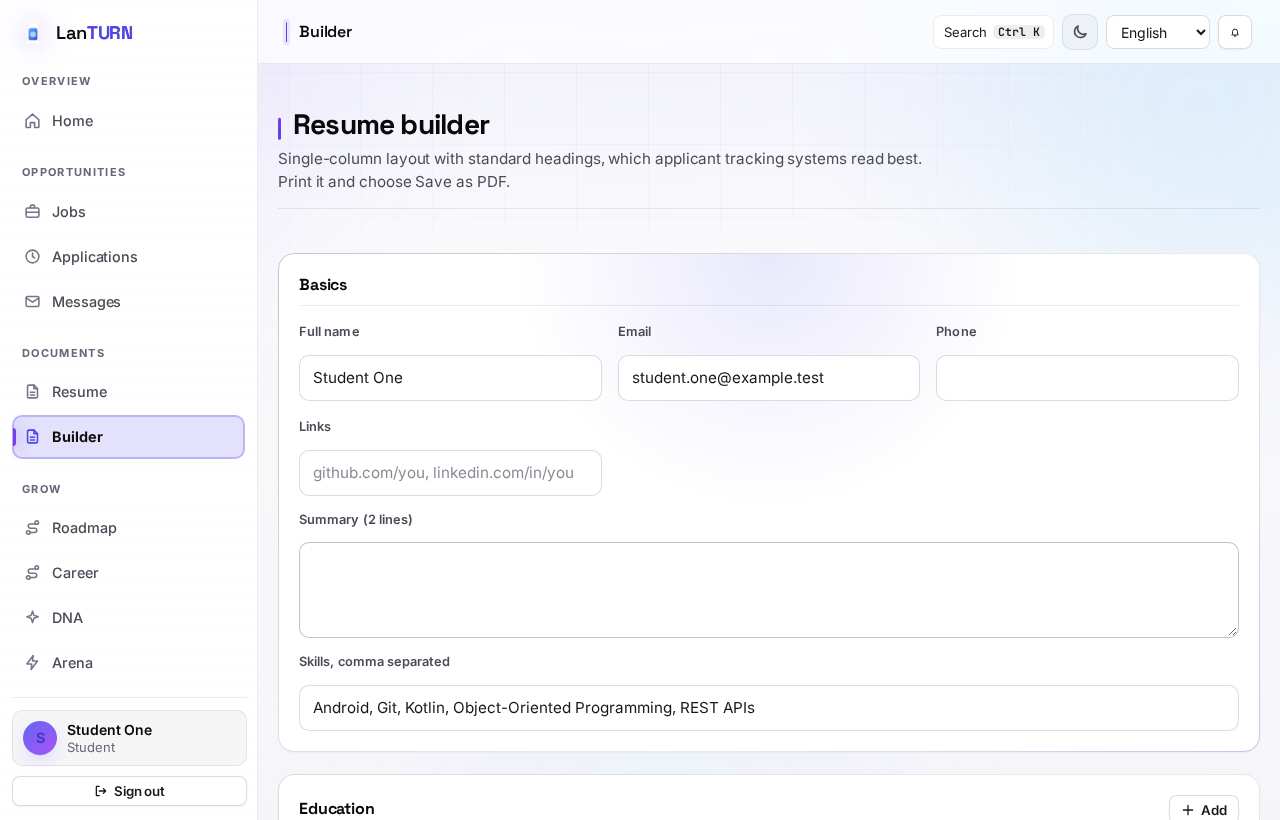 LanTURN
OVERVIEW
Home
OPPORTUNITIES
Jobs
Applications
Messages
DOCUMENTS
Resume
Builder
GROW
Roadmap
Career
DNA
Arena
S
Student One
Student
Sign out
Builder
Search Ctrl K
English
Resume builder
Single-column layout with standard headings, which applicant tracking systems read best.
Print it and choose Save as PDF.
Basics
Full name
Email
Phone
Student One
student.one@example.test
Links
github.com/you, linkedin.com/in/you
Summary (2 lines)
Skills, comma separated
Android, Git, Kotlin, Object-Oriented Programming, REST APIs
Education
Add